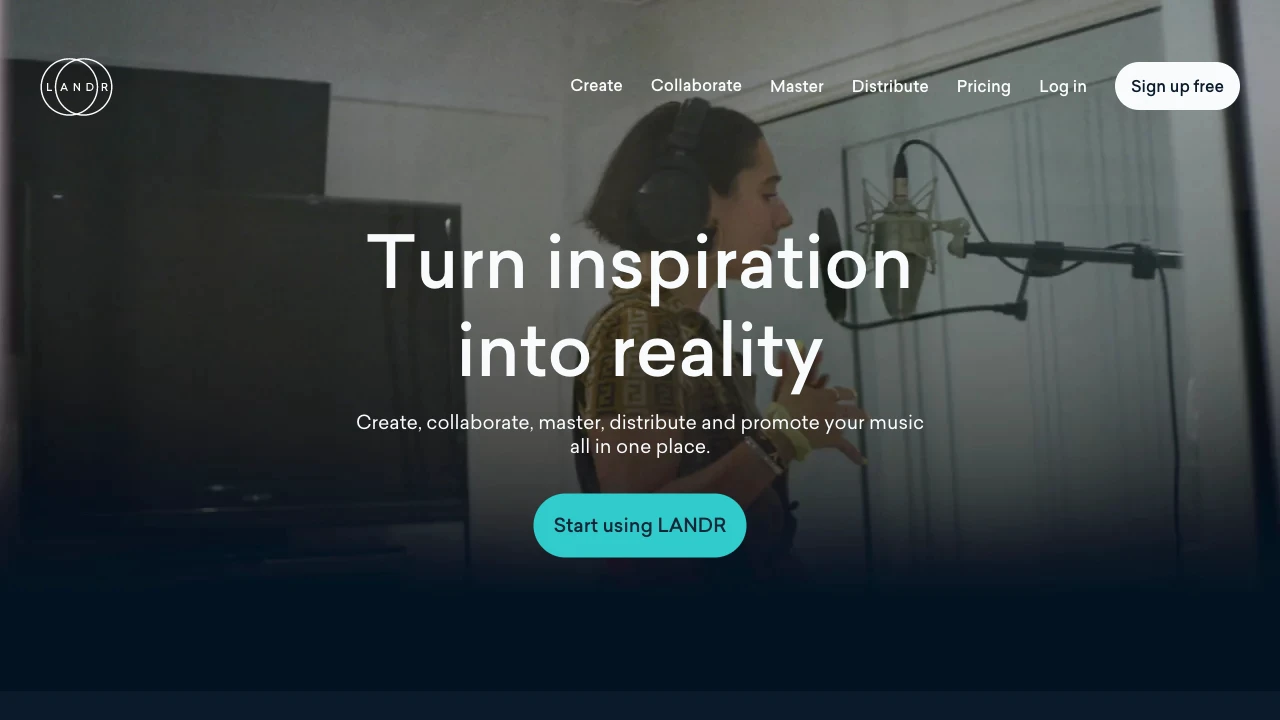 LANDR
Create
Collaborate
Master
Distribute
Pricing
Log in
Sign up free
Turn inspiration
into reality
Create, collaborate, master, distribute and promote your music
all in one place.
Start using LANDR